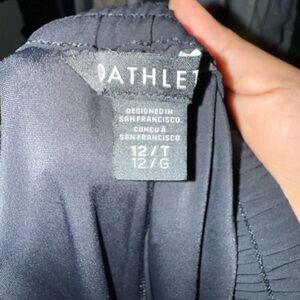 ATHLET
DESIGNED IN
SAN FRANCISCO
CONÇU À
SAN FRANCISCO
12/T
12/G